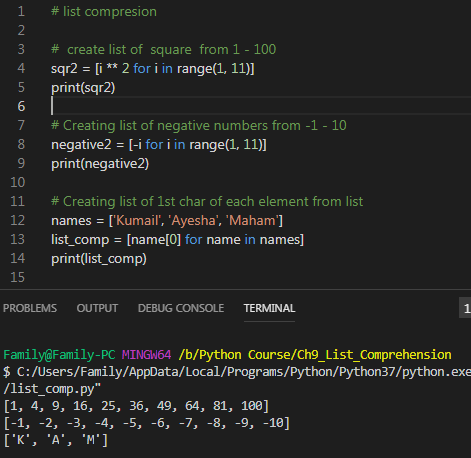 1 # list compresion
2
3 # create list of square from 1 - 100
4 sqr2 = [i ** 2 for i in range(1, 11)]
5 print(sqr2)
6
7 # Creating list of negative numbers from -1 - 10
8 negative2 = [-i for i in range(1, 11)]
9 print(negative2)
10
11 # Creating list of 1st char of each element from list
12 names = ['Kumail', 'Ayesha', 'Maham']
13 list_comp = [name[0] for name in names]
14 print(list_comp)
15
PROBLEMS OUTPUT DEBUG CONSOLE TERMINAL 1
Family@Family-PC MINGW64 /b/Python Course/Ch9_List_Comprehension
$ C:/Users/Family/AppData/Local/Programs/Python/Python37/python.exe
/list_comp.py"
[1, 4, 9, 16, 25, 36, 49, 64, 81, 100]
[-1, -2, -3, -4, -5, -6, -7, -8, -9, -10]
['K', 'A', 'M']